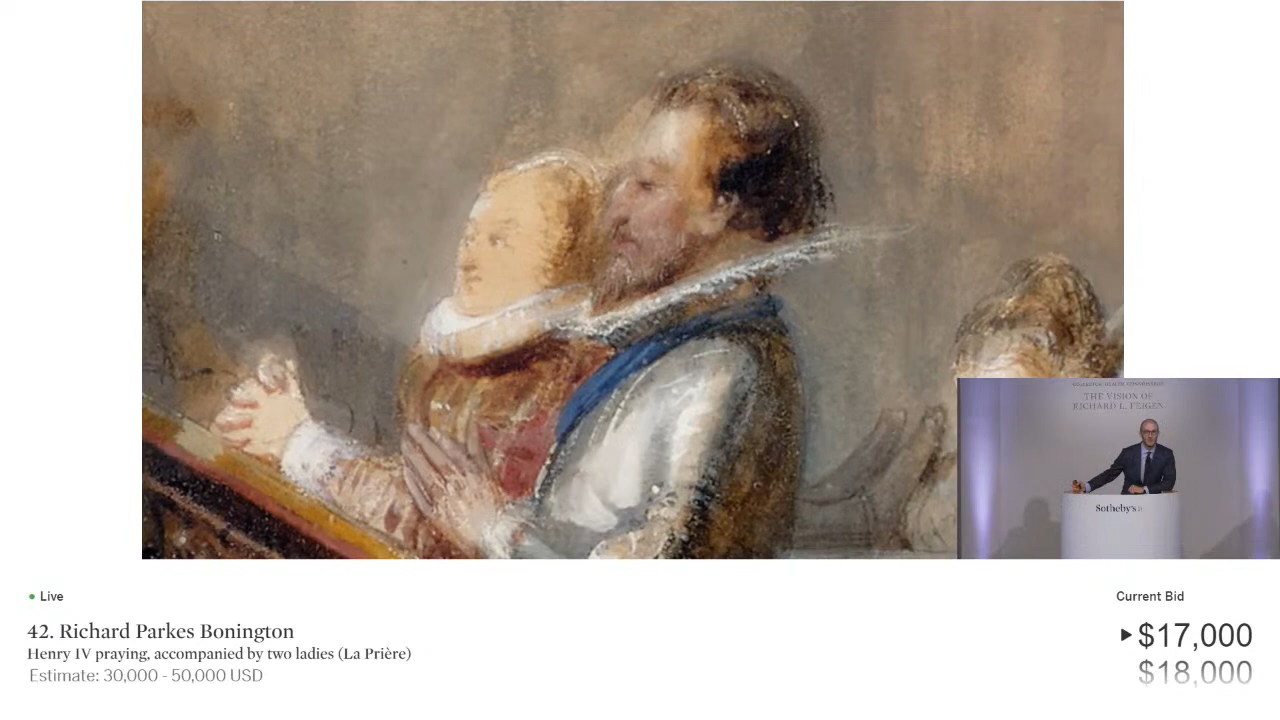 THE VISION OF
RICHARD L. FEIGEN
Sotheby's
Live
Current Bid
42. Richard Parkes Bonington
$17,000
Henry IV praying, accompanied by two ladies (La Prière)
$18,000
Estimate: 30,000 - 50,000 USD